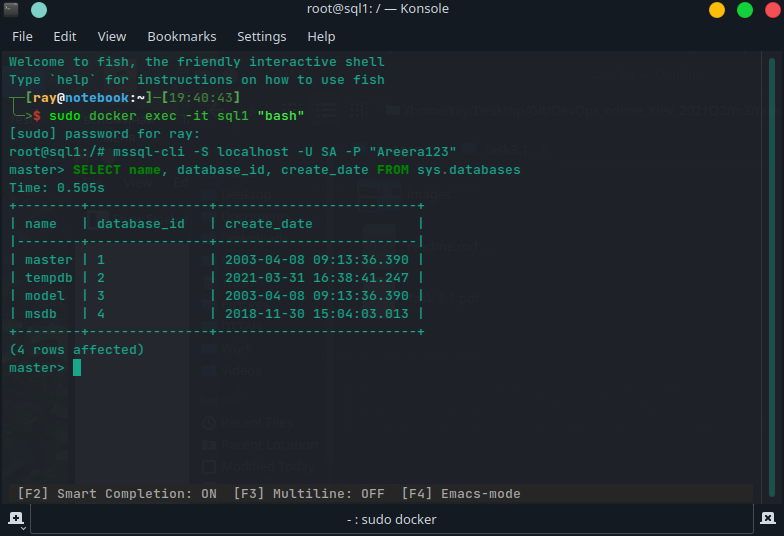 root@sql1: / — Konsole
File Edit View Bookmarks Settings Help
Welcome to fish, the friendly interactive shell
Type `help` for instructions on how to use fish
┬─[ray@notebook:~]─[19:40:43]
╰─>$ sudo docker exec -it sql1 "bash"
[sudo] password for ray:
root@sql1:/# mssql-cli -S localhost -U SA -P "Areera123"
master> SELECT name, database_id, create_date FROM sys.databases
Time: 0.505s
+--------+---------------+-------------------------+
| name   | database_id   | create_date             |
|--------+---------------+-------------------------|
| master | 1             | 2003-04-08 09:13:36.390 |
| tempdb | 2             | 2021-03-31 16:38:41.247 |
| model  | 3             | 2003-04-08 09:13:36.390 |
| msdb   | 4             | 2018-11-30 15:04:03.013 |
+--------+---------------+-------------------------+
(4 rows affected)
master>
[F2] Smart Completion: ON [F3] Multiline: OFF [F4] Emacs-mode
- : sudo docker